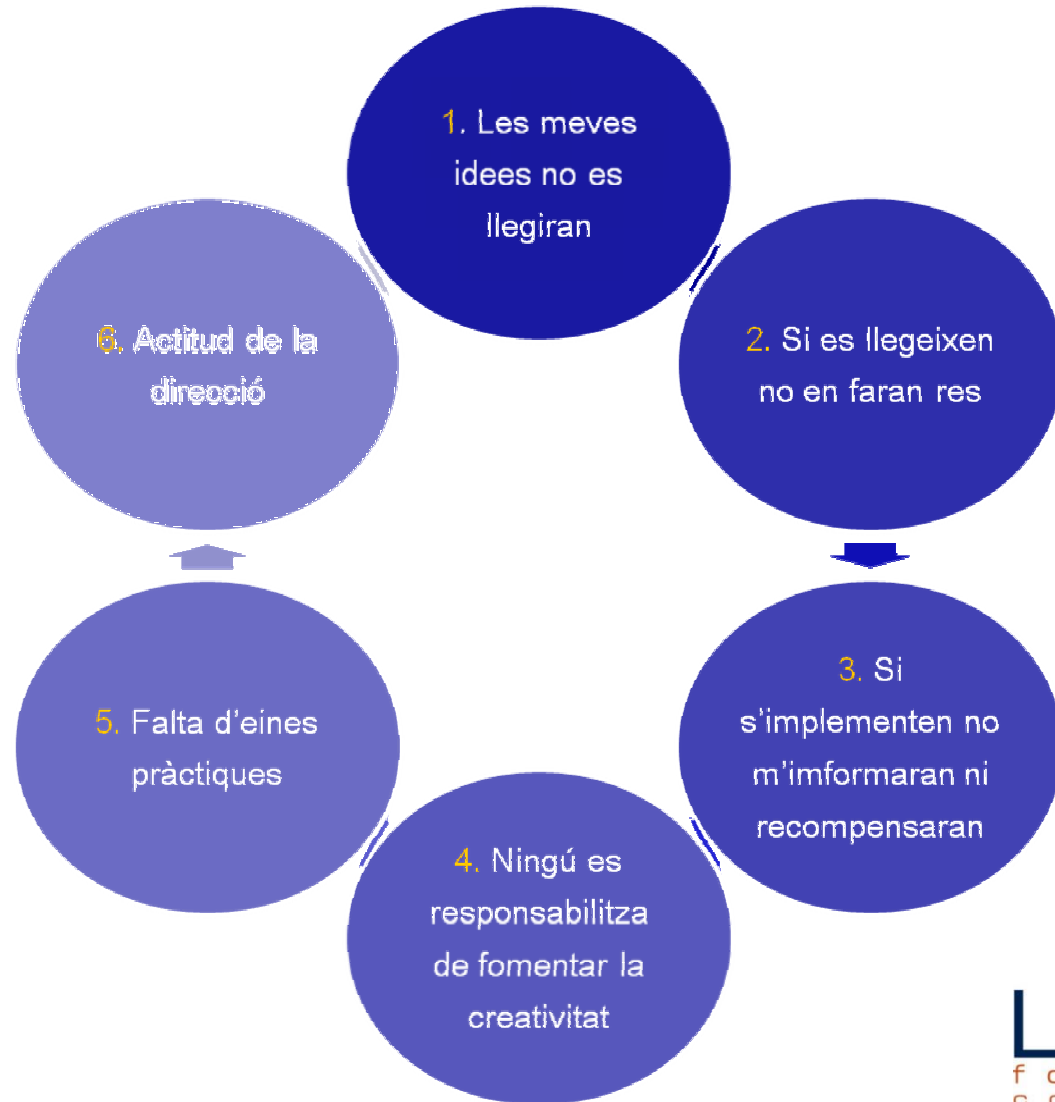 1. Les meves
idees no es
llegiran
2. Si es llegeixen
no en faran res
3. Si
s'implementen no
m'imformaran ni
recompensaran
4. Ningú es
responsabilitza
de fomentar la
creativitat
5. Falta d'eines
pràctiques
6. Actitud de la
direcció